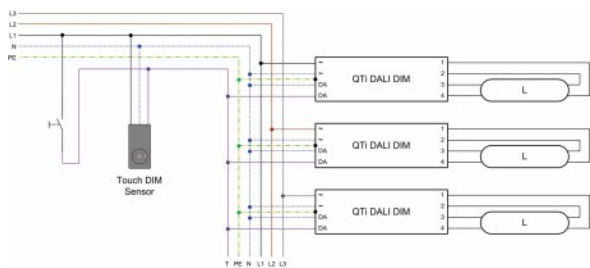 L3
L2
L1
N
PE
~ QTi DALI DIM 1
~ 2
DA 3 L
DA 4
~ QTi DALI DIM 1
~ 2
DA 3 L
DA 4
~ QTi DALI DIM 1
~ 2
DA 3 L
DA 4
Touch DIM
Sensor
T PE N L1 L2 L3